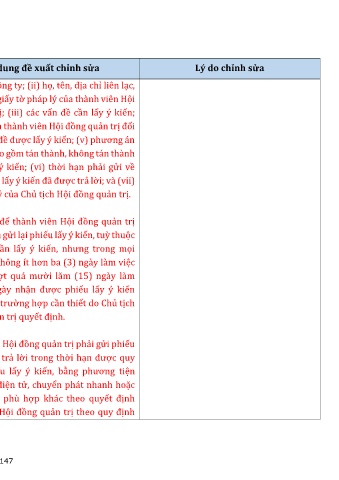 dung đề xuất chỉnh sửa
Lý do chỉnh sửa
ông ty; (ii) họ, tên, địa chỉ liên lạc,
giấy tờ pháp lý của thành viên Hội
ị; (iii) các vấn đề cần lấy ý kiến;
thành viên Hội đồng quản trị đối
đề được lấy ý kiến; (v) phương án
o gồm tán thành, không tán thành
ý kiến; (vi) thời hạn phải gửi về
lấy ý kiến đã được trả lời; và (vii)
ý của Chủ tịch Hội đồng quản trị.
để thành viên Hội đồng quản trị
gửi lại phiếu lấy ý kiến, tuỳ thuộc
ần lấy ý kiến, nhưng trong mọi
hông ít hơn ba (3) ngày làm việc
ợt quá mười lăm (15) ngày làm
gày nhận được phiếu lấy ý kiến
trường hợp cần thiết do Chủ tịch
n trị quyết định.
Hội đồng quản trị phải gửi phiếu
trả lời trong thời hạn được quy
u lấy ý kiến, bằng phương tiện
điện tử, chuyển phát nhanh hoặc
phù hợp khác theo quyết định
Hội đồng quản trị theo quy định
147